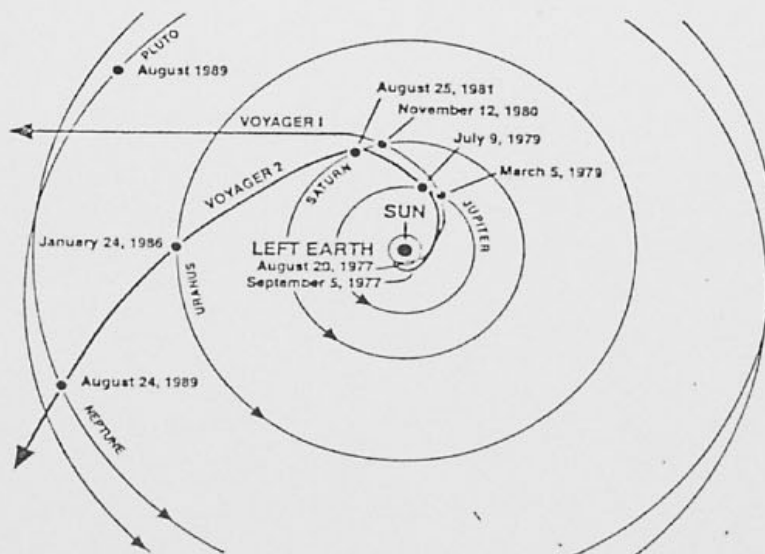 PLUTO
August 1989
August 25, 1981
November 12, 1980
VOYAGER 1
July 9, 1979
VOYAGER 2
March 5, 1979
SATURN
SUN
JUPITER
January 24, 1986
LEFT EARTH
August 20, 1977
September 5, 1977
URANUS
August 24, 1989
NEPTUNE